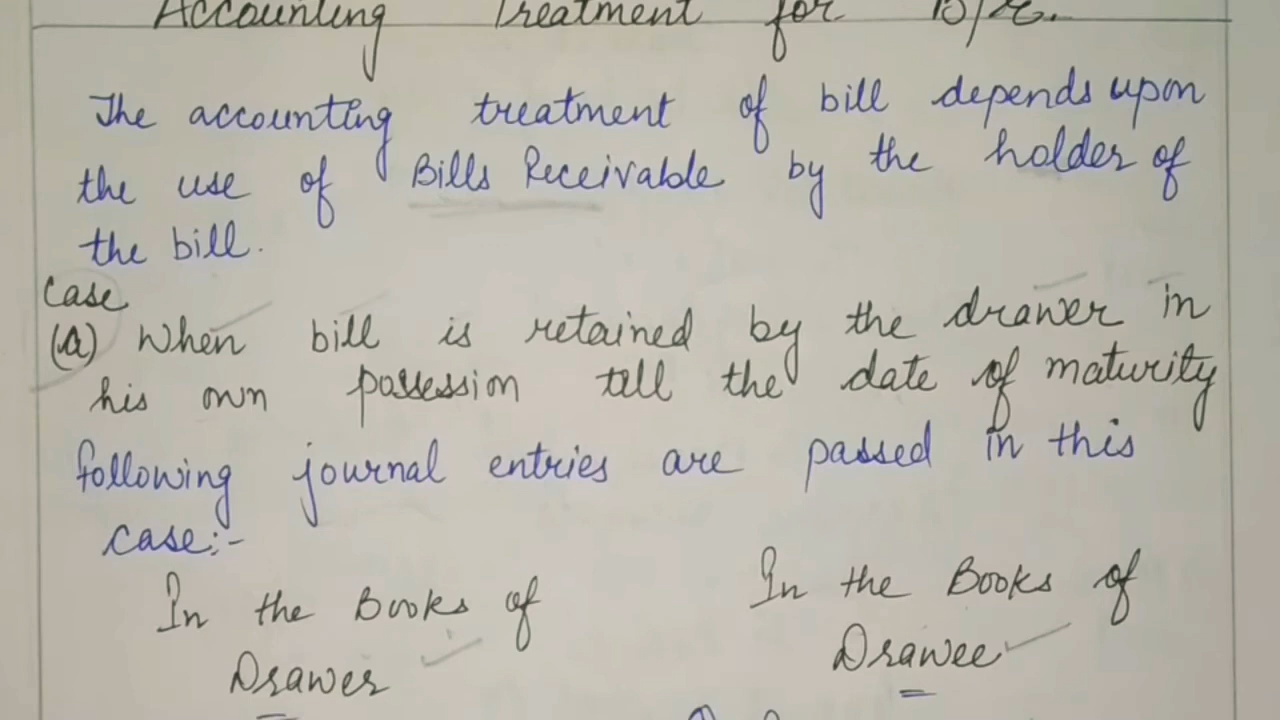 Accounting Treatment for B/E.
The accounting treatment of bill depends upon
the use of Bills Receivable by the holder of
the bill.
Case
(a) When bill is retained by the drawer in
his own possession till the date of maturity
following journal entries are passed in this
case:-
In the Books of
Drawer
In the Books of
Drawee